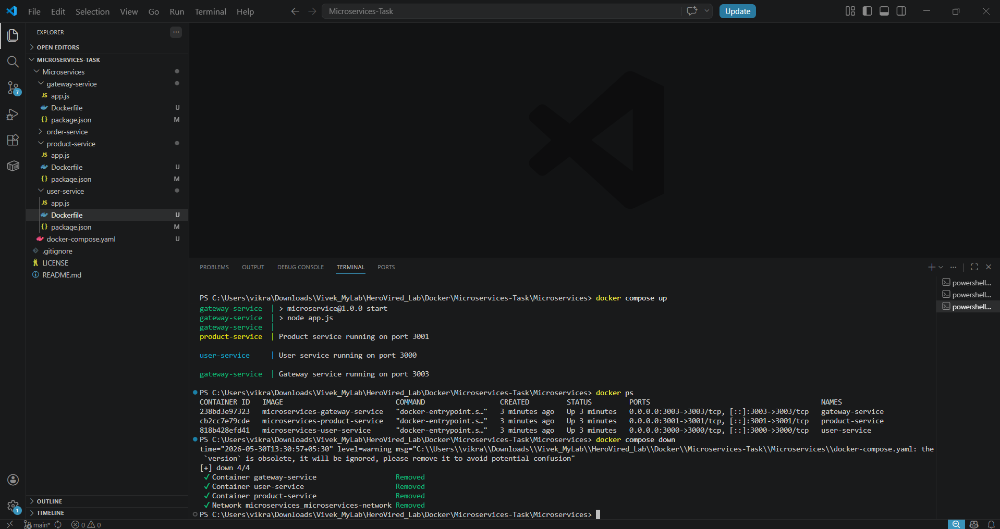 File Edit Selection View Go Run Terminal Help
Microservices-Task
Update
EXPLORER
OPEN EDITORS
MICROSERVICES-TASK
Microservices
gateway-service
JS app.js
Dockerfile U
{} package.json M
order-service
product-service
JS app.js
Dockerfile U
{} package.json M
user-service
JS app.js
Dockerfile U
{} package.json M
docker-compose.yaml U
.gitignore
LICENSE
README.md
OUTLINE
TIMELINE
7
1
PROBLEMS OUTPUT DEBUG CONSOLE TERMINAL PORTS
powershell...
powershell...
powershell...
PS C:\Users\vikra\Downloads\Vivek_MyLab\HeroVired_Lab\Docker\Microservices-Task\Microservices> docker compose up
gateway-service | > microservice@1.0.0 start
gateway-service | > node app.js
gateway-service |
product-service | Product service running on port 3001
user-service | User service running on port 3000
gateway-service | Gateway service running on port 3003
PS C:\Users\vikra\Downloads\Vivek_MyLab\HeroVired_Lab\Docker\Microservices-Task\Microservices> docker ps
CONTAINER ID IMAGE COMMAND CREATED STATUS PORTS NAMES
238bd3e97323 microservices-gateway-service "docker-entrypoint.s…" 3 minutes ago Up 3 minutes 0.0.0.0:3003->3003/tcp, [::]:3003->3003/tcp gateway-service
cb2cc7e79cde microservices-product-service "docker-entrypoint.s…" 3 minutes ago Up 3 minutes 0.0.0.0:3001->3001/tcp, [::]:3001->3001/tcp product-service
818b428efd41 microservices-user-service "docker-entrypoint.s…" 3 minutes ago Up 3 minutes 0.0.0.0:3000->3000/tcp, [::]:3000->3000/tcp user-service
PS C:\Users\vikra\Downloads\Vivek_MyLab\HeroVired_Lab\Docker\Microservices-Task\Microservices> docker compose down
time="2026-05-30T13:30:57+05:30" level=warning msg="C:\\Users\\vikra\\Downloads\\Vivek_MyLab\\HeroVired_Lab\\Docker\\Microservices-Task\\Microservices\\docker-compose.yaml: the
`version` is obsolete, it will be ignored, please remove it to avoid potential confusion"
[+] down 4/4
✓ Container gateway-service Removed
✓ Container user-service Removed
✓ Container product-service Removed
✓ Network microservices_microservices-network Removed
PS C:\Users\vikra\Downloads\Vivek_MyLab\HeroVired_Lab\Docker\Microservices-Task\Microservices>
main* 0 0